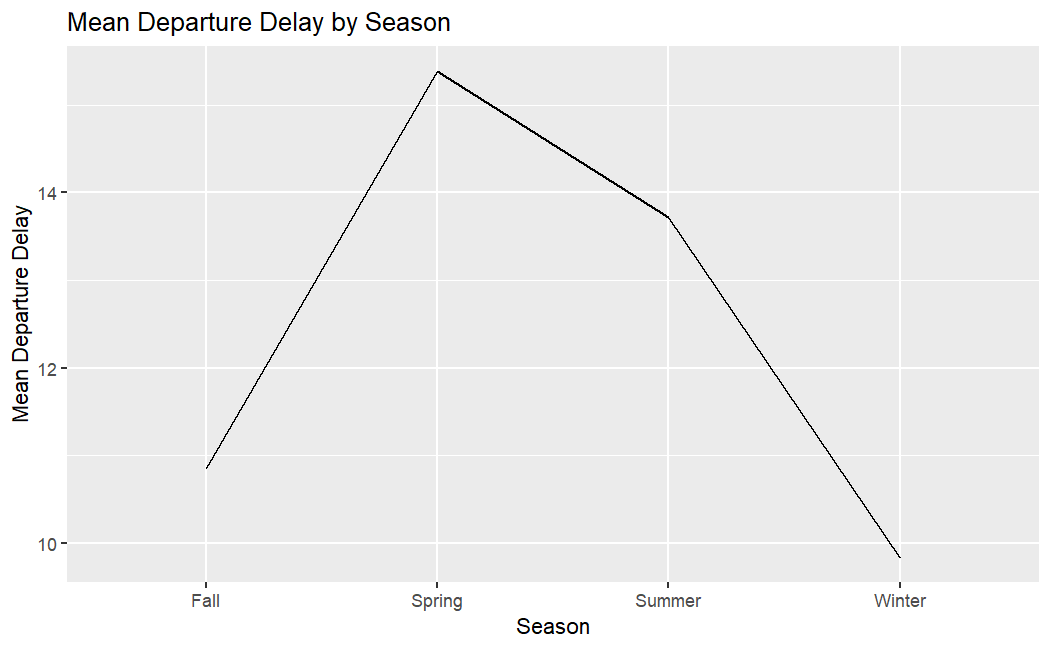 Mean Departure Delay by Season
Mean Departure Delay
14
12
10
Fall Spring Summer Winter
Season